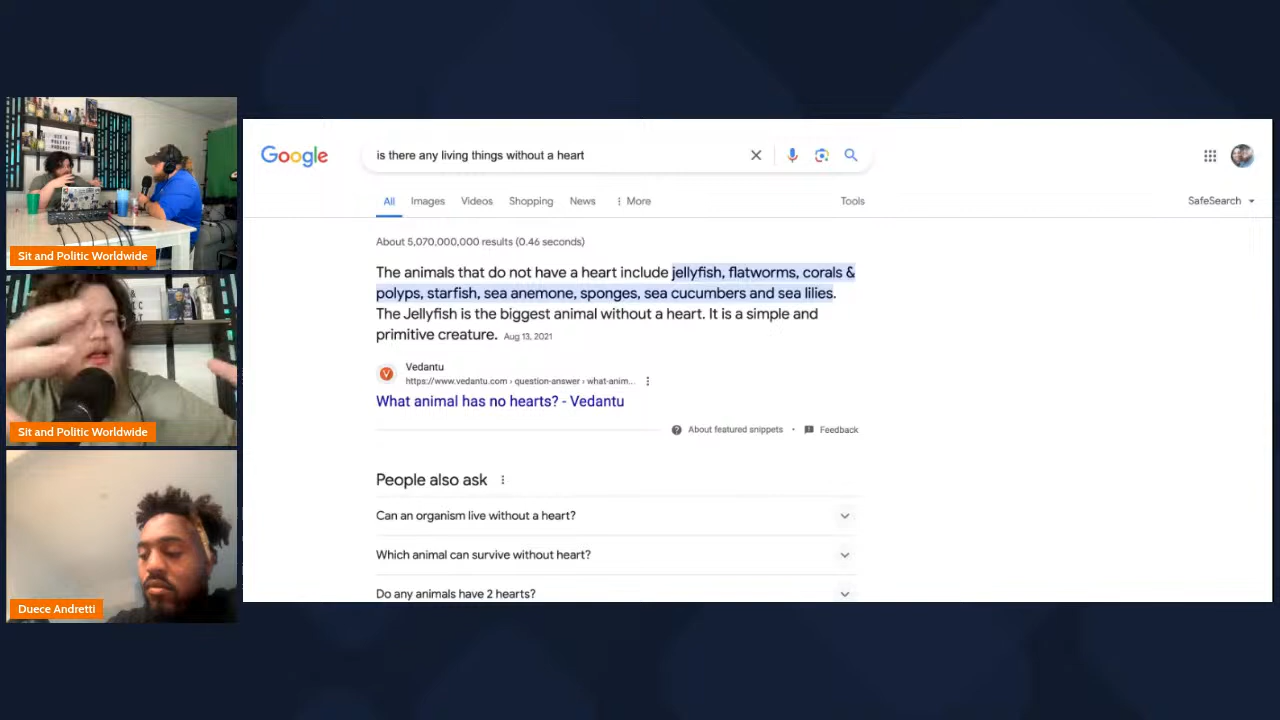 SIT &
POLITIC
PODCAST
Sit and Politic Worldwide
Sit and Politic Worldwide
Duece Andretti
Google
is there any living things without a heart
All
Images
Videos
Shopping
News
More
Tools
SafeSearch
About 5,070,000,000 results (0.46 seconds)
The animals that do not have a heart include jellyfish, flatworms, corals &
polyps, starfish, sea anemone, sponges, sea cucumbers and sea lilies.
The Jellyfish is the biggest animal without a heart. It is a simple and
primitive creature. Aug 13, 2021
V
Vedantu
https://www.vedantu.com › question-answer › what-anim...
What animal has no hearts? - Vedantu
About featured snippets • Feedback
People also ask
Can an organism live without a heart?
Which animal can survive without heart?
Do any animals have 2 hearts?